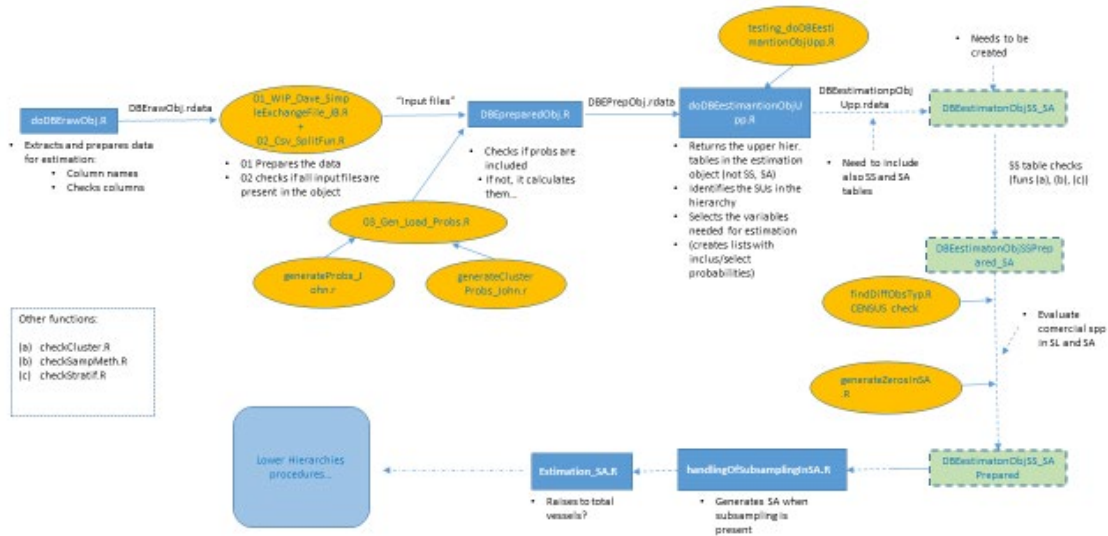 testing_doDBEesti
mantionObjUpp.R
• Needs to be
created
DBErawObj.rdata
01_WIP_Dave_Simp
leExchangeFile_iB.R
+
02_Csv_SplitFun.R
"Input files"
DBEPrepObj.rdata
DBEestimationpObj
Upp.rdata
doDBErawObj.R
DBEpreparedObj.R
doDBEestimantionObjU
pp.R
DBEestimatonObjSS_SA
• Extracts and prepares data
for estimation:
• Column names
• Checks columns
• 01 Prepares the data
• 02 checks if all input files are
present in the object
• Checks if probs are
included
• If not, it calculates
them...
• Returns the upper hier.
tables in the estimation
object (not SS, SA)
• Identifies the SUs in the
hierarchy
• Selects the variables
needed for estimation
• (creates lists with
inclus/select
probabilities)
• Need to include
also SS and SA
tables
SS table checks
(funs (a), (b), (c))
03_Gen_Load_Probs.R
generateProbs_J
ohn.r
generateCluster
Probs_John.r
DBEestimatonObjSSPrep
ared_SA
findDiffObsTyp.R
CENSUS check
• Evaluate
comercial spp
in SL and SA
generateZerosInSA
.R
Other functions:
(a) checkCluster.R
(b) checkSampMeth.R
(c) checkStratif.R
Lower Hierarchies
procedures...
Estimation_SA.R
• Raises to total
vessels?
handlingOfSubsamplingInSA.R
• Generates SA when
subsampling is
present
DBEestimatonObjSS_SA
Prepared